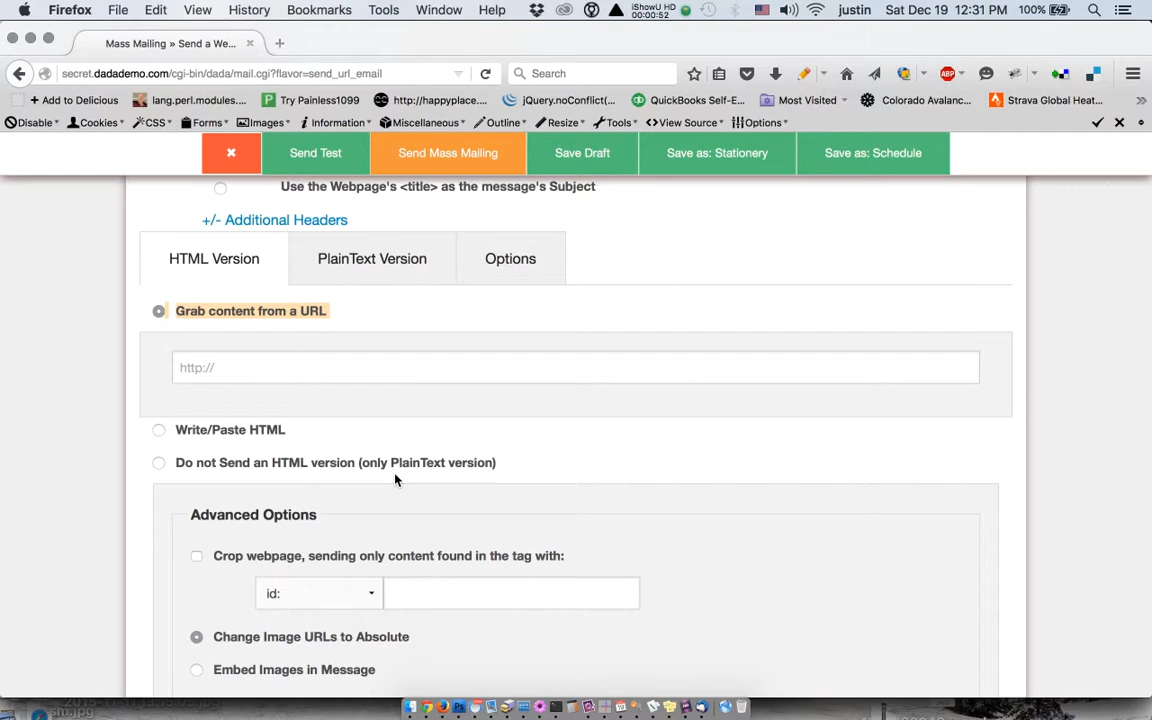 Firefox File Edit View History Bookmarks Tools Window Help iShowU HD 00:00:52 justin Sat Dec 19 12:31 PM 100%
Mass Mailing » Send a We...
secret.dadademo.com/cgi-bin/dada/mail.cgi?flavor=send_url_email Search ABP
+ Add to Delicious lang.perl.modules.... Try Painless1099 http://happyplace.... jQuery.noConflict(... QuickBooks Self-E... Most Visited Colorado Avalanc... Strava Global Heat...
Disable Cookies CSS Forms Images Information Miscellaneous Outline Resize Tools View Source Options
Send Test Send Mass Mailing Save Draft Save as: Stationery Save as: Schedule
Use the Webpage's <title> as the message's Subject
+/- Additional Headers
HTML Version PlainText Version Options
Grab content from a URL
http://
Write/Paste HTML
Do not Send an HTML version (only PlainText version)
Advanced Options
Crop webpage, sending only content found in the tag with:
id:
Change Image URLs to Absolute
Embed Images in Message